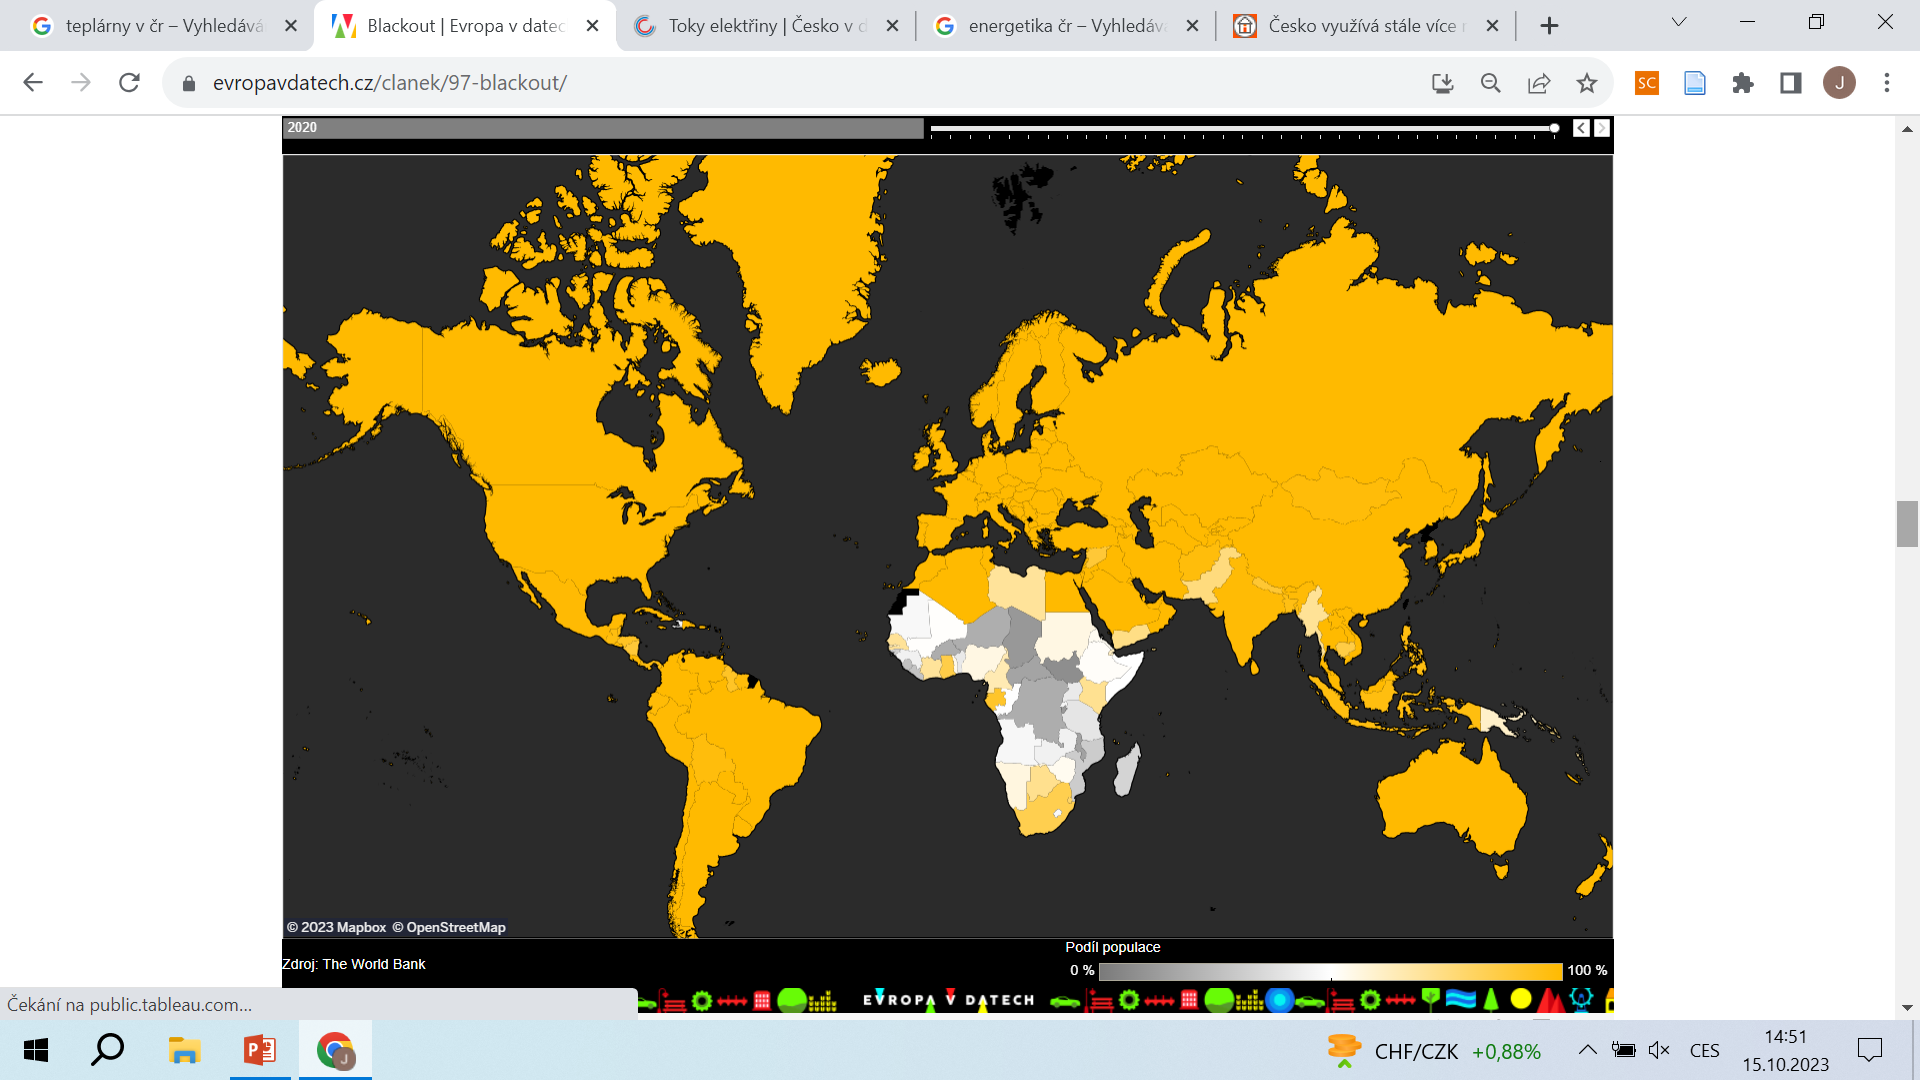 teplárny v čr – Vyhledává
Blackout | Evropa v datec
Toky elektřiny | Česko v d
energetika čr – Vyhledáva
Česko využívá stále více r
evropavdatech.cz/clanek/97-blackout/
SC
J
2020
© 2023 Mapbox © OpenStreetMap
Podíl populace
Zdroj: The World Bank
0 %
100 %
EVROPA V DATECH
Čekání na public.tableau.com...
J
CHF/CZK +0,88%
CES
14:51
15.10.2023